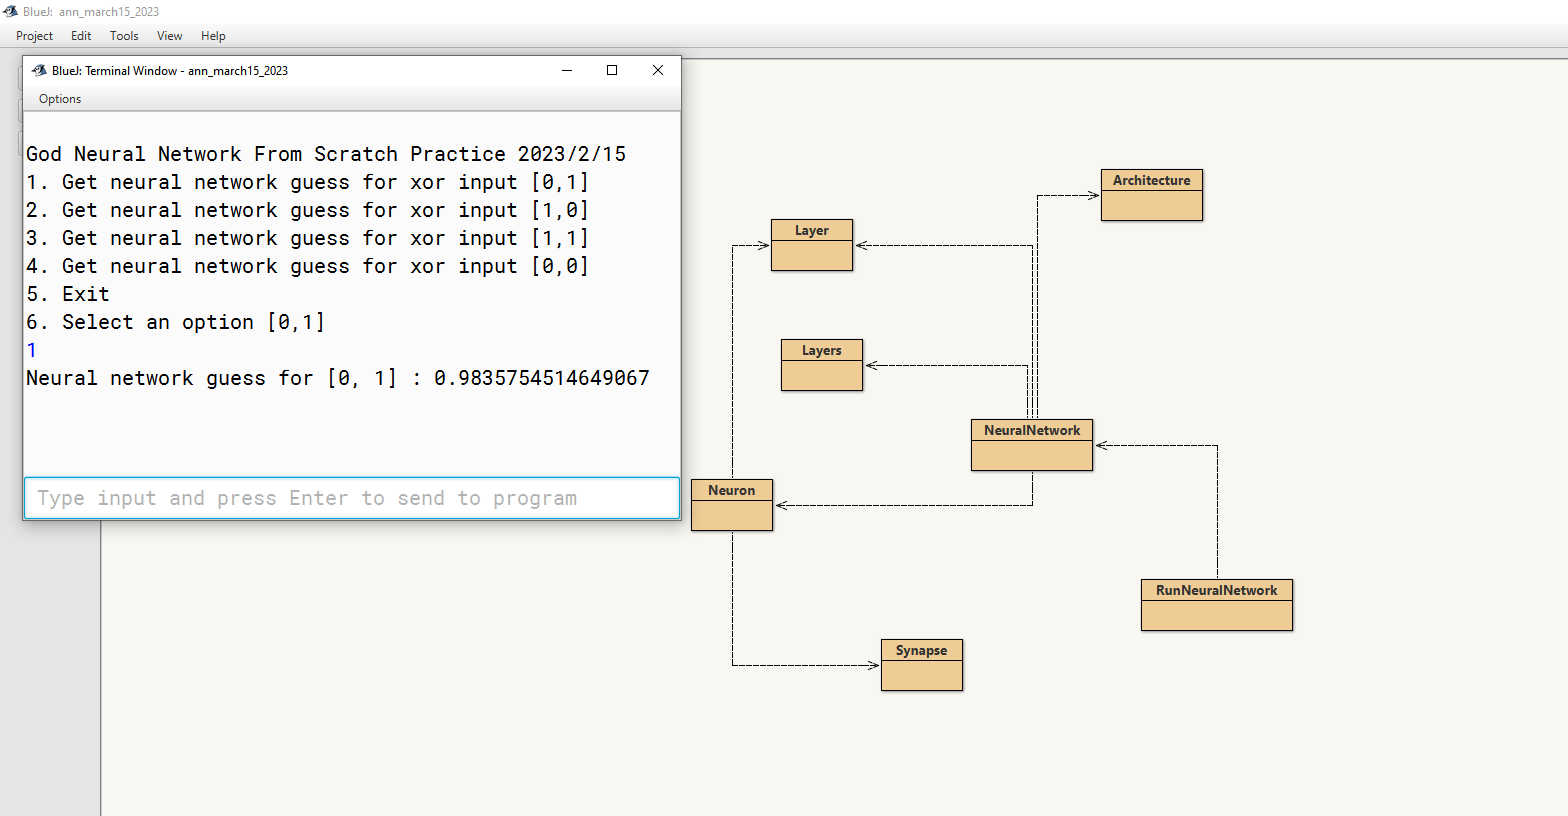 BlueJ: ann_march15_2023
Project Edit Tools View Help
BlueJ: Terminal Window - ann_march15_2023
Options
God Neural Network From Scratch Practice 2023/2/15
1. Get neural network guess for xor input [0,1]
2. Get neural network guess for xor input [1,0]
3. Get neural network guess for xor input [1,1]
4. Get neural network guess for xor input [0,0]
5. Exit
6. Select an option [0,1]
1
Neural network guess for [0, 1] : 0.9835754514649067
Type input and press Enter to send to program
Architecture
Layer
Layers
NeuralNetwork
Neuron
RunNeuralNetwork
Synapse